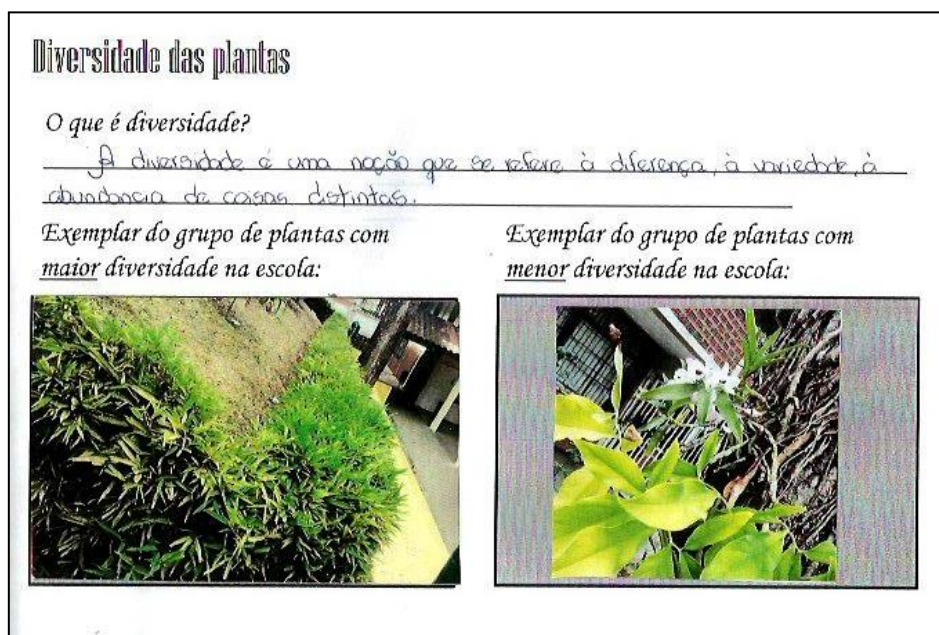 Diversidade das plantas
O que é diversidade?
A diversidade é uma noção que se refere à diferença, à variedade, à
abundancia de coisas distintas.
Exemplar do grupo de plantas com
maior diversidade na escola:
Exemplar do grupo de plantas com
menor diversidade na escola: